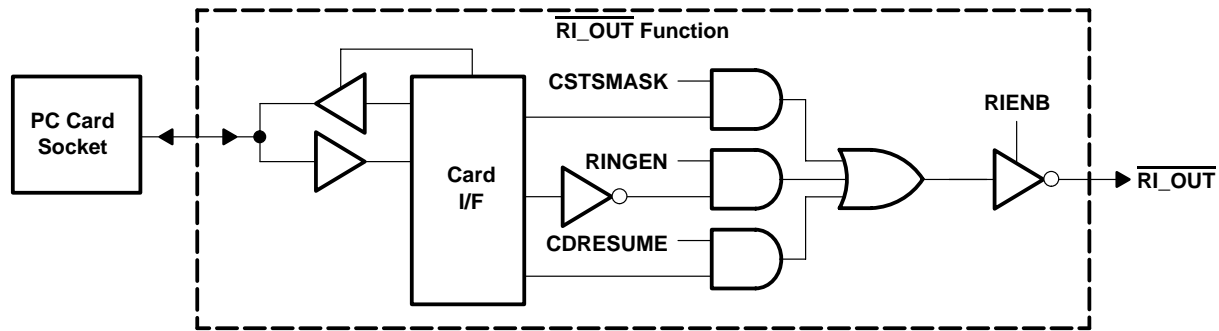 RI_OUT Function
PC Card
Socket
CSTSMASK
RINGEN
CDRESUME
Card
I/F
RIENB
RI_OUT